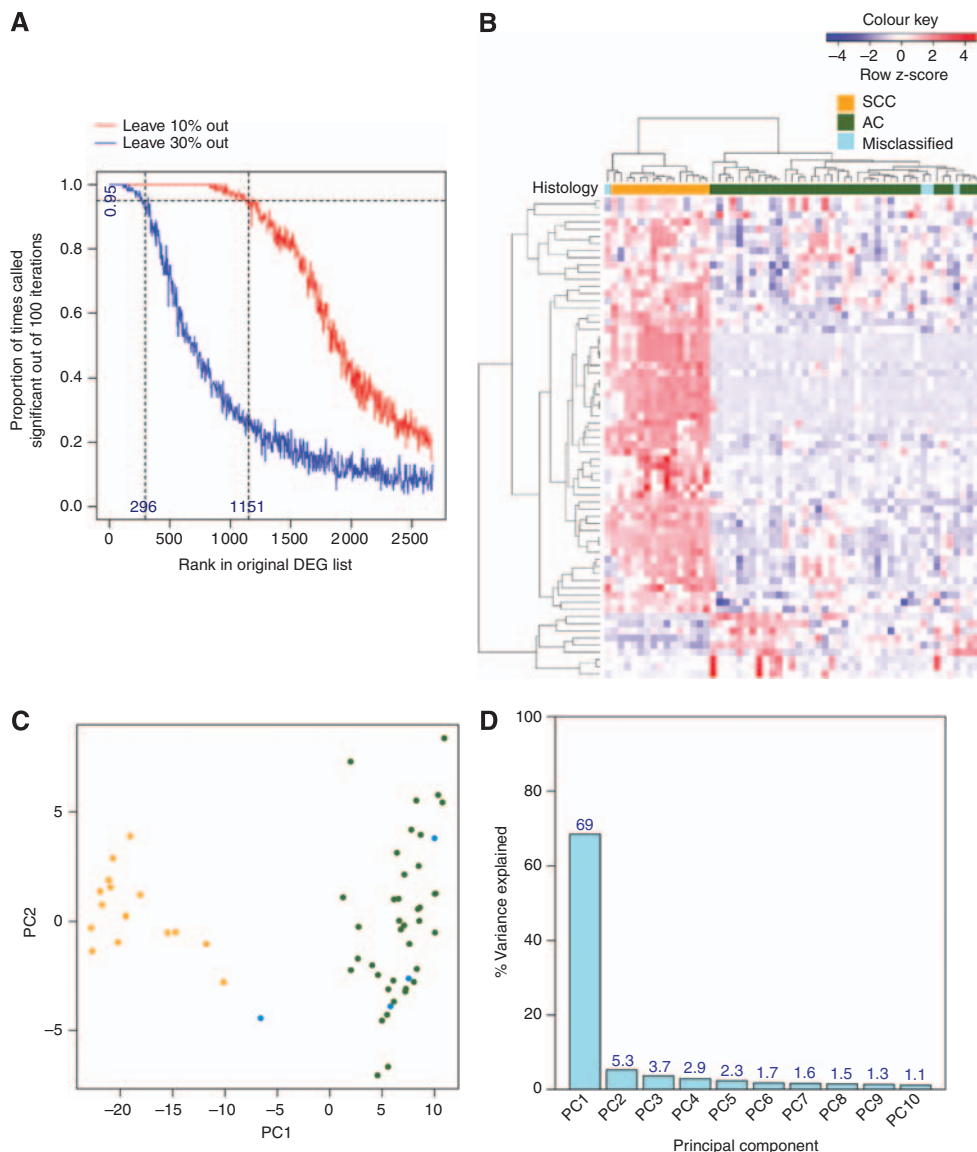 A
Leave 10% out
Leave 30% out
Proportion of times called
significant out of 100 iterations
1.0
0.8
0.6
0.4
0.2
0.0
0.95
296
1151
0
500
1000
1500
2000
2500
Rank in original DEG list
B
Colour key
−4
−2
0
2
4
Row z-score
SCC
AC
Misclassified
Histology
C
PC2
5
0
−5
−20
−15
−10
−5
0
5
10
PC1
D
% Variance explained
100
80
60
40
20
0
69
5.3
3.7
2.9
2.3
1.7
1.6
1.5
1.3
1.1
PC1
PC2
PC3
PC4
PC5
PC6
PC7
PC8
PC9
PC10
Principal component